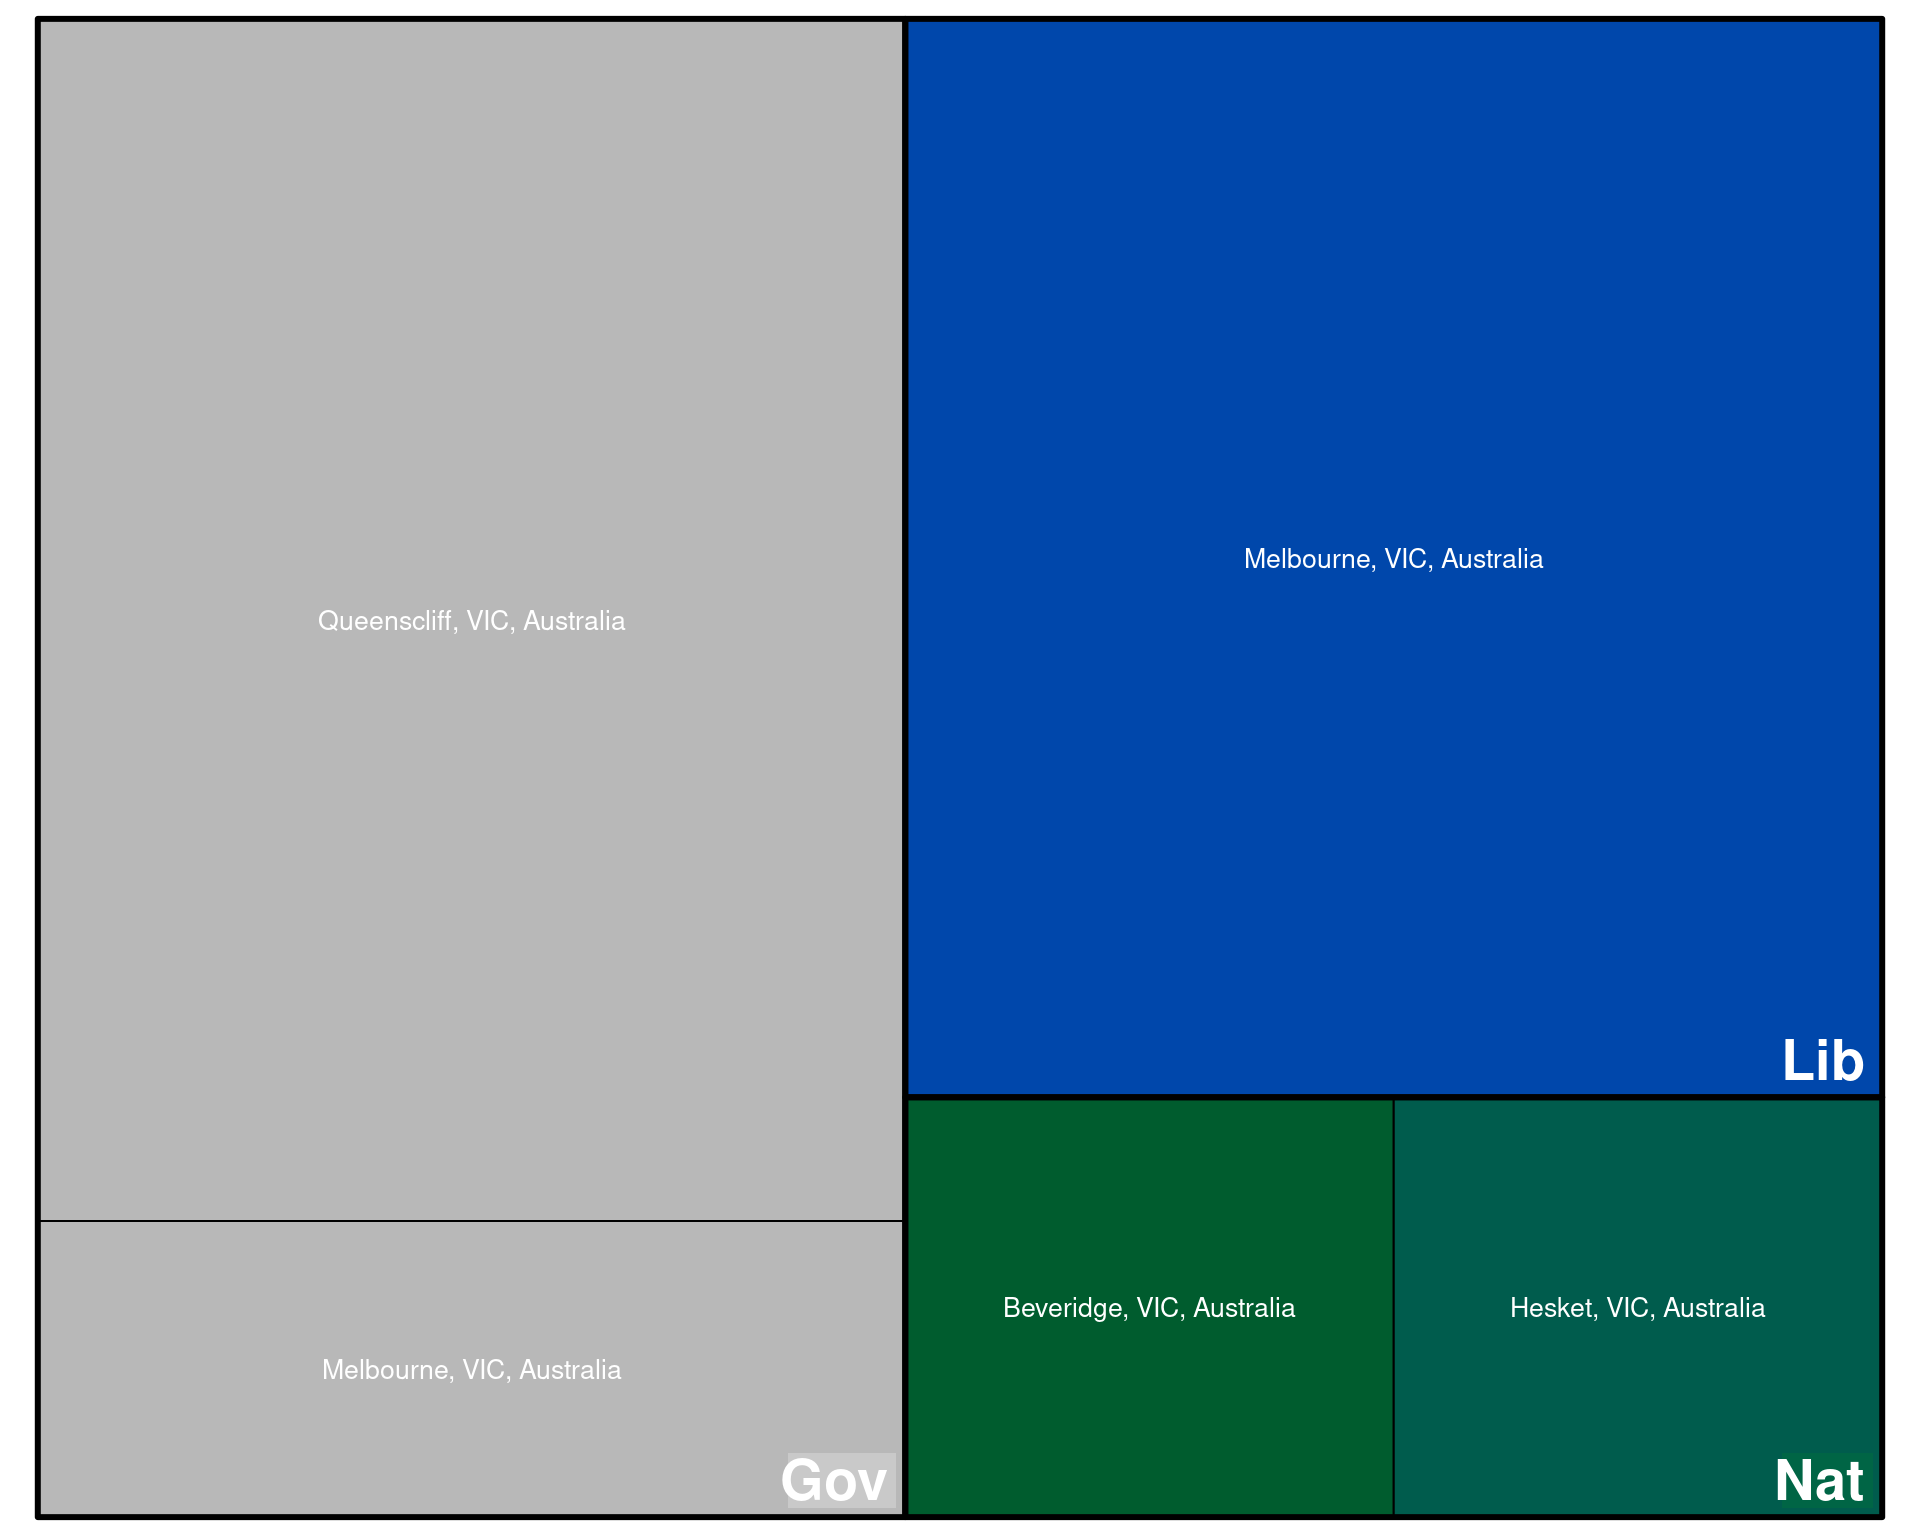 Queenscliff, VIC, Australia
Melbourne, VIC, Australia
Gov
Melbourne, VIC, Australia
Lib
Beveridge, VIC, Australia
Hesket, VIC, Australia
Nat